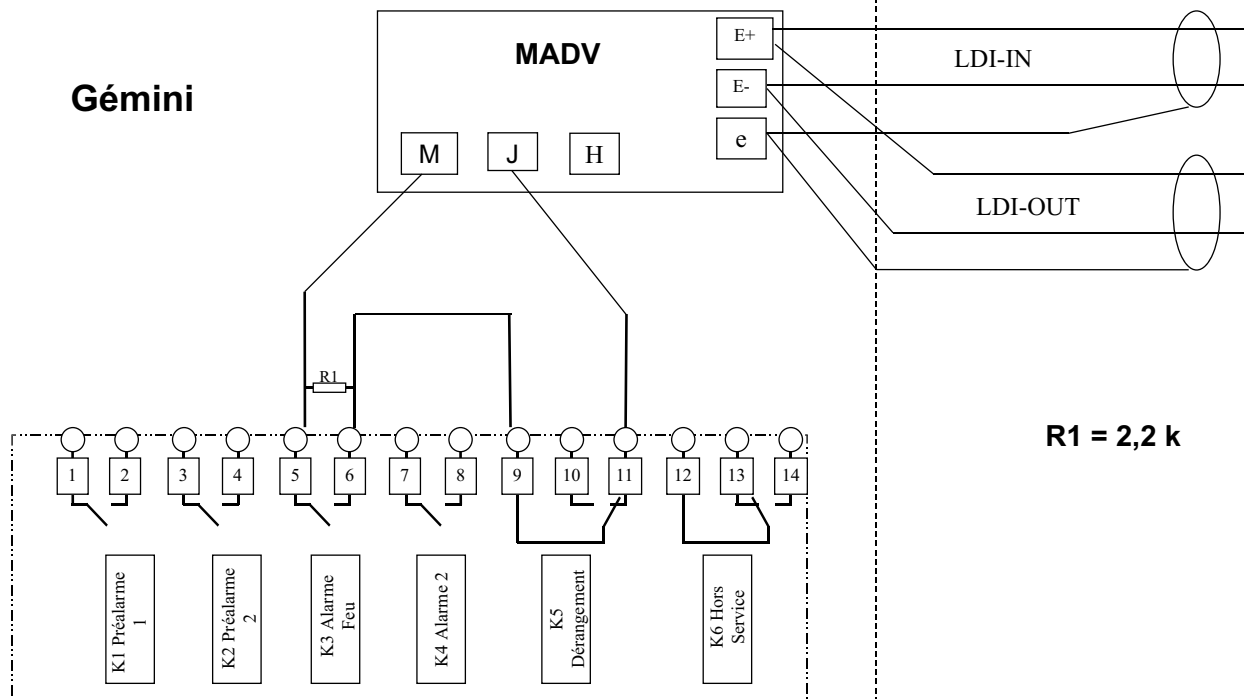 E+
MADV
LDI-IN
Gémini
E-
e
M
J
H
LDI-OUT
R1
R1 = 2,2 k
1
2
3
4
5
6
7
8
9
10
11
12
13
14
K1 Préalarme
1
K2 Préalarme
2
K3 Alarme
Feu
K4 Alarme 2
K5
Dérangement
K6 Hors
Service